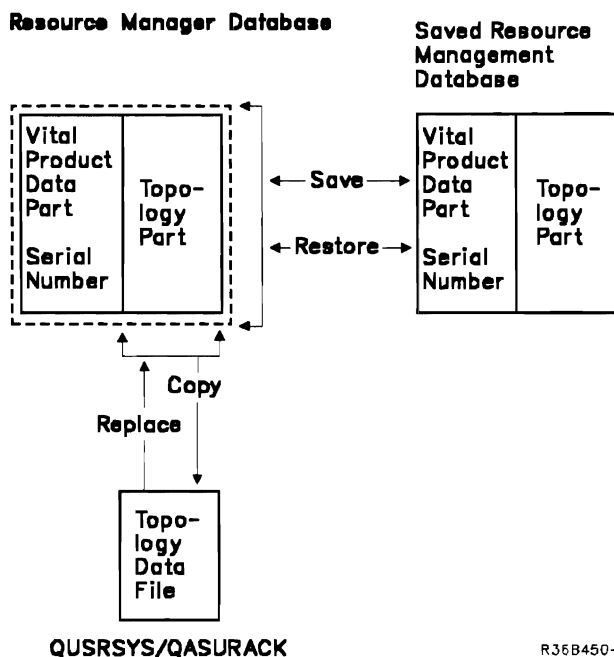 Resource Manager Database
Saved Resource
Management
Database
Vital
Product
Data
Part
Serial
Number
Topo-
logy
Part
Save
Restore
Vital
Product
Data
Part
Serial
Number
Topo-
logy
Part
Copy
Replace
Topo-
logy
Data
File
QUSRSYS/QASURACK
R36B450-